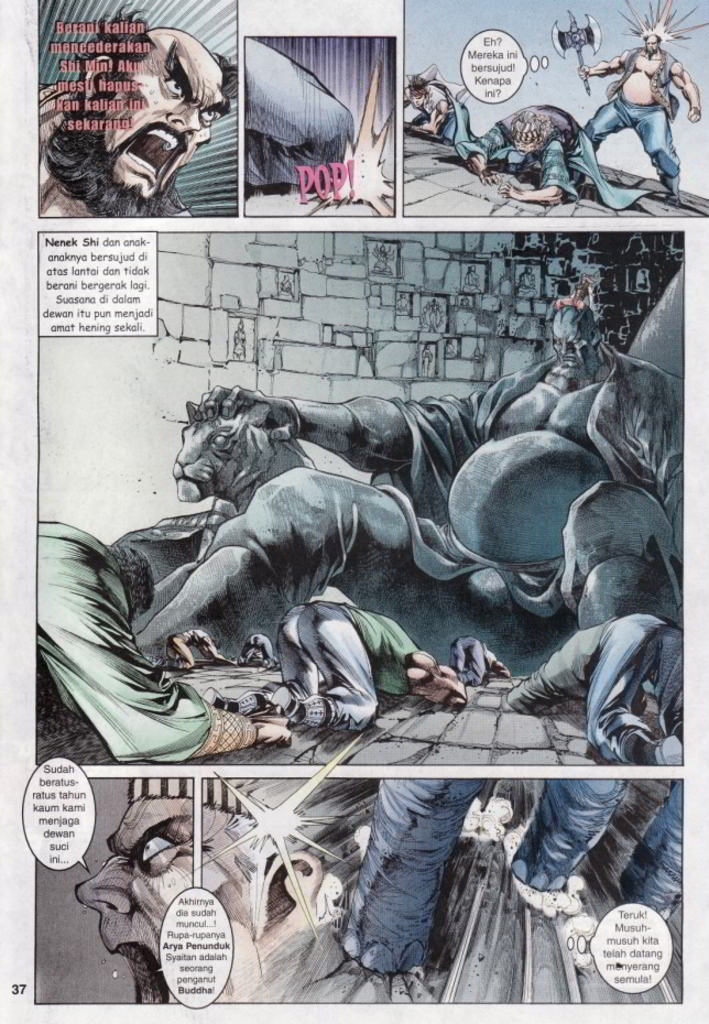 Berani kalian
mencederakan
Shi Min! Aku
mesti hapus-
kan kalian
sekarang!
POP!
Eh?
Mereka ini
bersujud!
Kenapa
ini?
Nenek Shi dan anak-
anaknya bersujud di
atas lantai dan tidak
berani bergerak lagi.
Suasana di dalam
dewan itu pun menjadi
amat hening sekali.
Sudah
beratus-
ratus tahun
kaum kami
menjaga
dewan
suci
ini...
Akhirnya
dia sudah
muncul...!
Rupa-rupanya
Arya Penunduk
Syaitan adalah
seorang
penganut
Buddha!
Teruk!
Musuh-
musuh kita
telah datang
menyerang
semula!
37